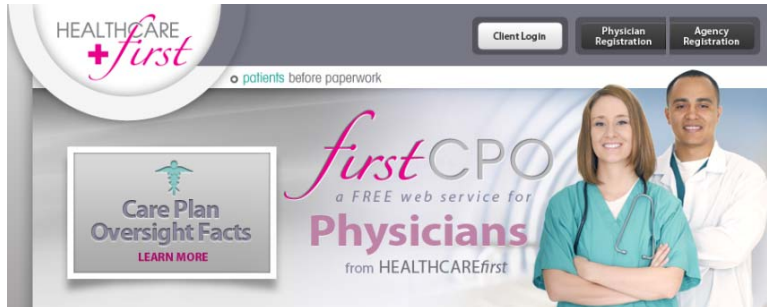 HEALTHCARE
first
Client Login
Physician
Registration
Agency
Registration
patients before paperwork
firstCPO
a FREE web service for
Physicians
from HEALTHCAREfirst
Care Plan
Oversight Facts
LEARN MORE